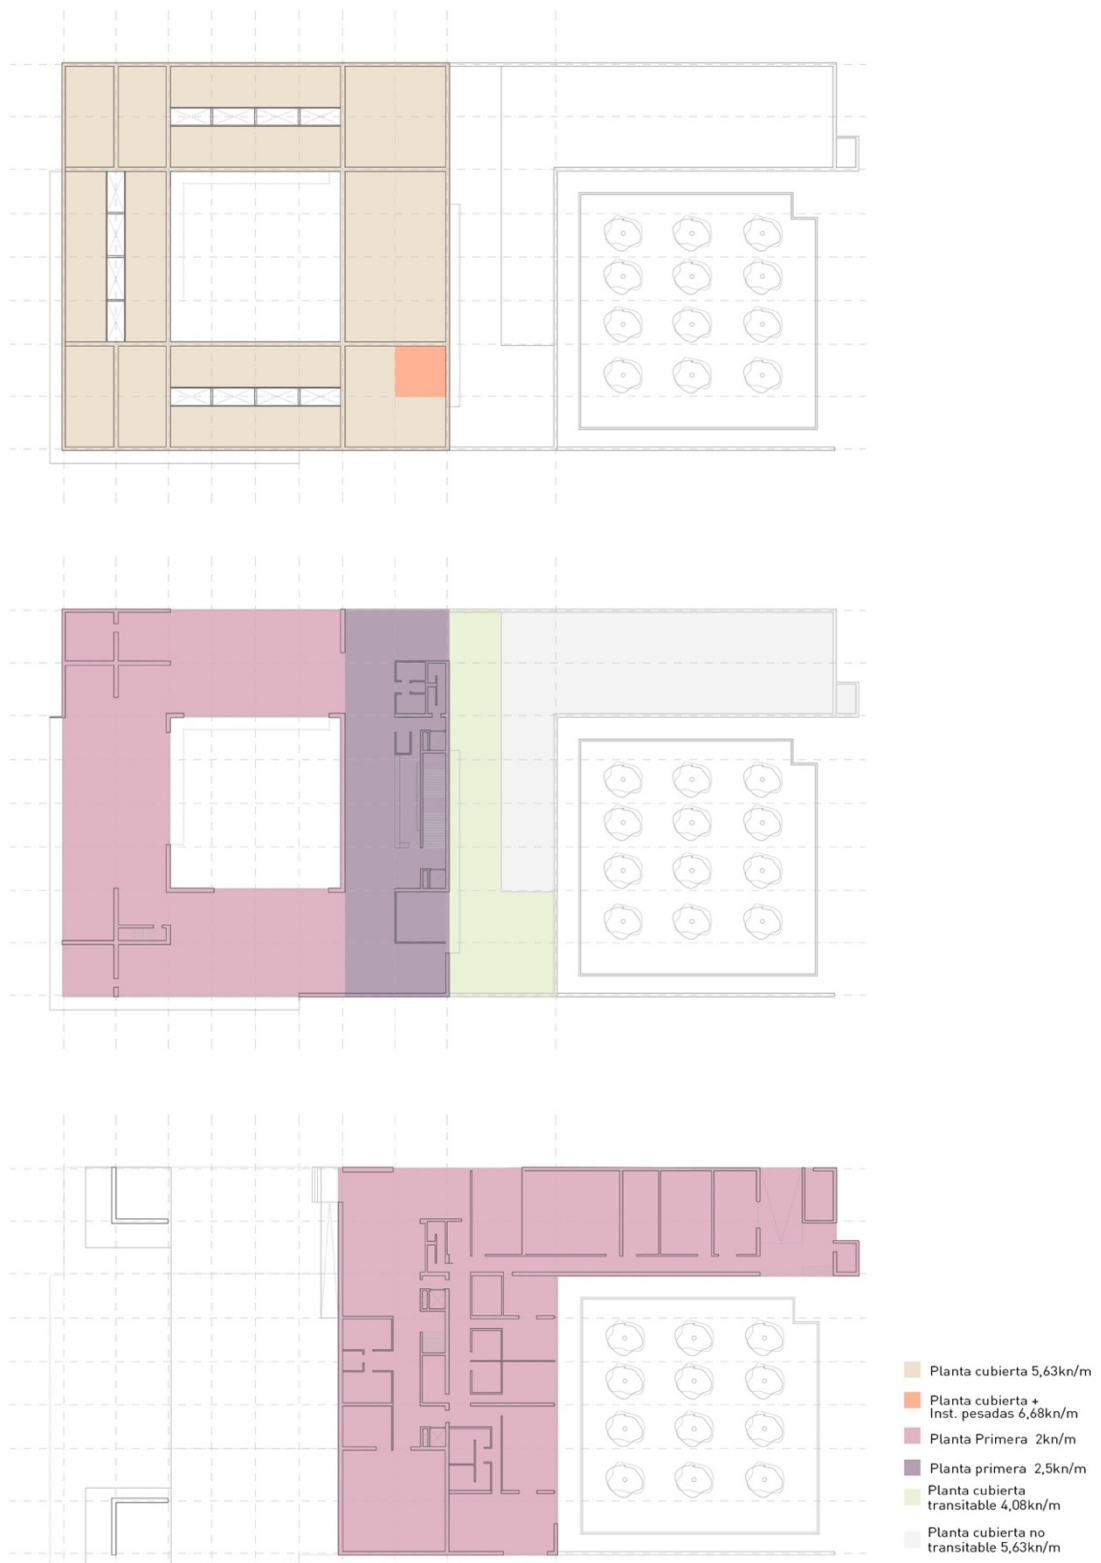 Planta cubierta 5,63kn/m
Planta cubierta +
Inst. pesadas 6,68kn/m
Planta Primera 2kn/m
Planta primera 2,5kn/m
Planta cubierta
transitable 4,08kn/m
Planta cubierta no
transitable 5,63kn/m